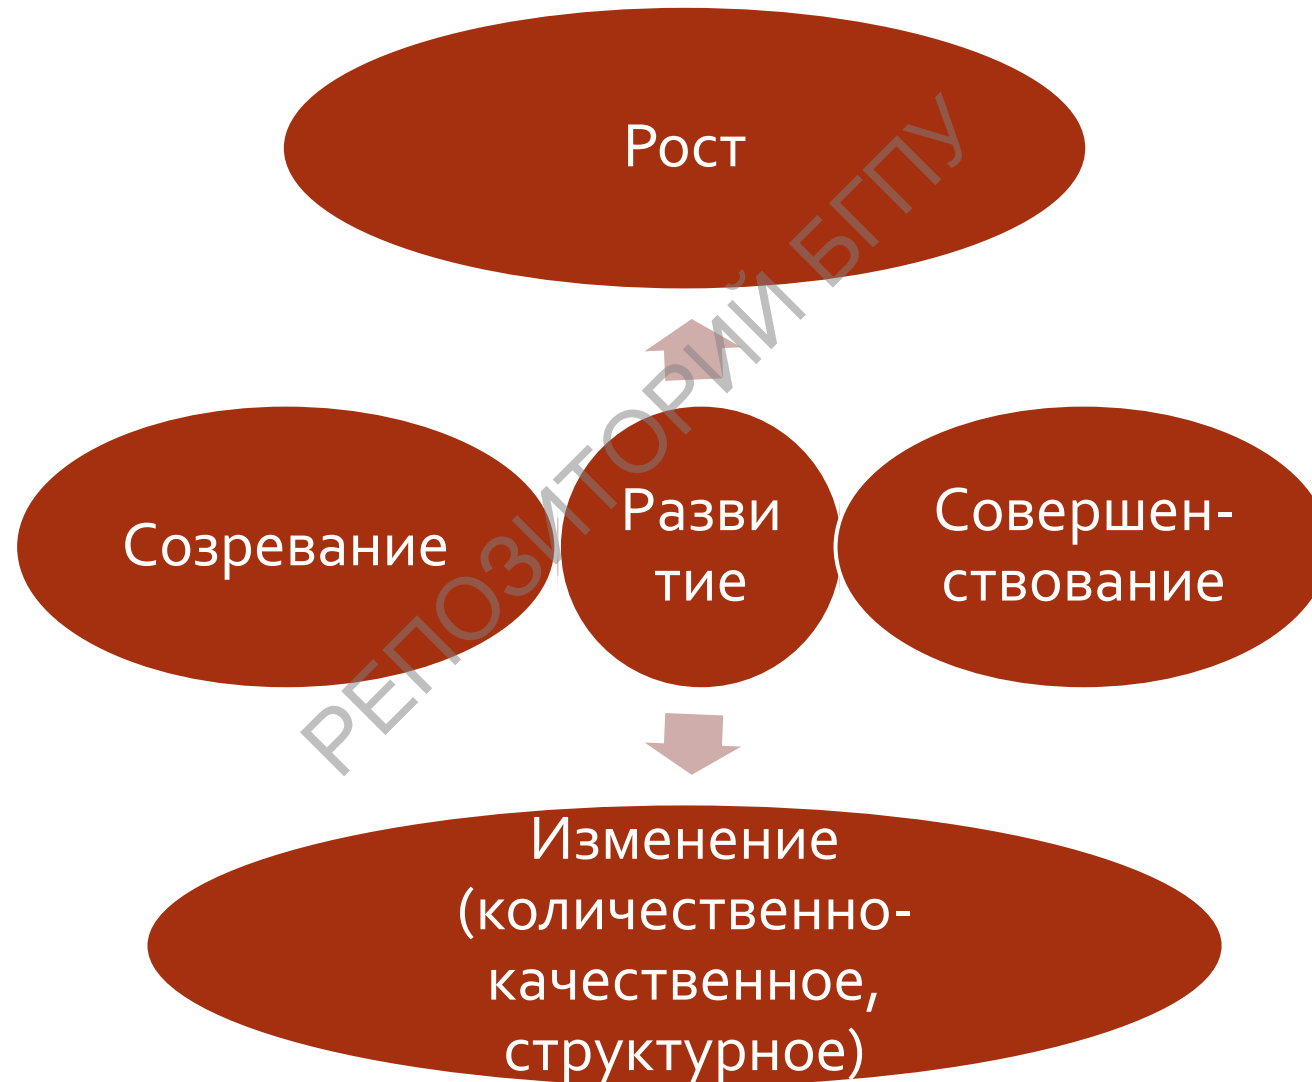 Рост
Созревание
Разви
тие
Совершен-
ствование
Изменение
(количественно-
качественное,
структурное)
РЕПОЗИТОРИЙ БГПУ